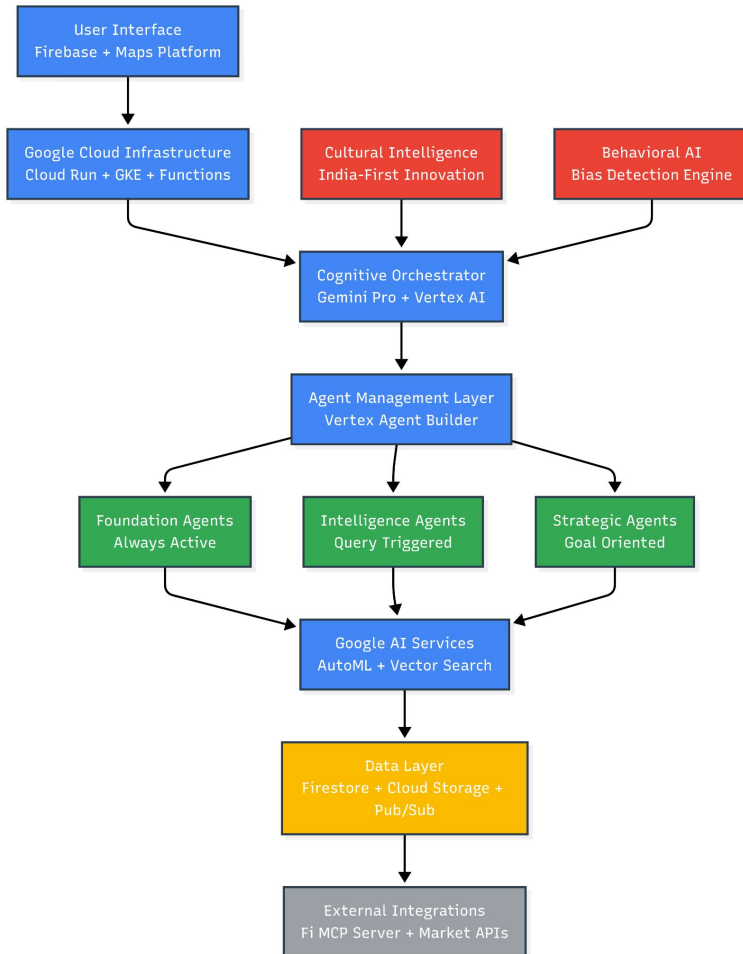 User Interface
Firebase + Maps Platform
Google Cloud Infrastructure
Cloud Run + GKE + Functions
Cultural Intelligence
India-First Innovation
Behavioral AI
Bias Detection Engine
Cognitive Orchestrator
Gemini Pro + Vertex AI
Agent Management Layer
Vertex Agent Builder
Foundation Agents
Always Active
Intelligence Agents
Query Triggered
Strategic Agents
Goal Oriented
Google AI Services
AutoML + Vector Search
Data Layer
Firestore + Cloud Storage +
Pub/Sub
External Integrations
Fi MCP Server + Market APIs